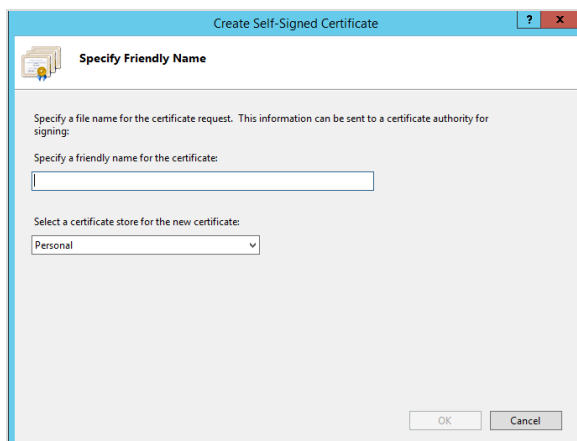 Create Self-Signed Certificate
? x
Specify Friendly Name
Specify a file name for the certificate request.  This information can be sent to a certificate authority for
signing:
Specify a friendly name for the certificate:
Select a certificate store for the new certificate:
Personal
OK Cancel